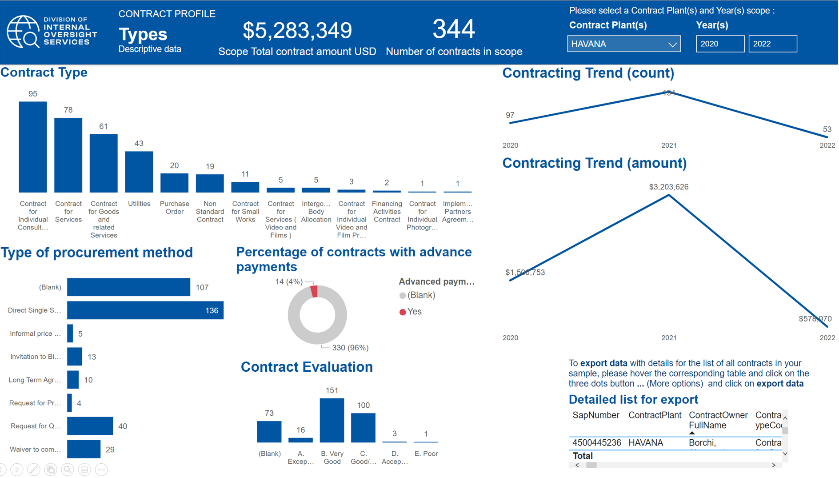 DIVISION OF
INTERNAL
OVERSIGHT
SERVICES
CONTRACT PROFILE
Types
Descriptive data
$5,283,349
Scope Total contract amount USD
344
Number of contracts in scope
Please select a Contract Plant(s) and Year(s) scope :
Contract Plant(s)
Year(s)
HAVANA
2020
2022
Contract Type
95
78
61
43
20
19
11
5
5
3
2
1
1
Contract for Individual Consult...
Contract for Services
Contract for Goods and related Services
Utilities
Purchase Order
Non Standard Contract
Contract for Small Works
Contract for Services ( Video and Films )
Intergo... Body Allocation
Contract for Individual Video and Film Pr...
Financing Activities Contract
Contract for Individual Photogr...
Implem... Partners Agreem...
Contracting Trend (count)
97
53
2020
2021
2022
Contracting Trend (amount)
$3,203,626
2020
2021
2022
Type of procurement method
(Blank)
107
Direct Single S...
136
Informal price ...
5
Invitation to Bi...
13
Long Term Agr...
10
Request for Pr...
4
Request for Q...
40
Waiver to com...
29
Percentage of contracts with advance
payments
14 (4%)
330 (96%)
Advanced paym...
(Blank)
Yes
Contract Evaluation
73
16
151
100
3
1
(Blank)
A. Excep...
B. Very Good
C. Good/...
D. Accep...
E. Poor
To export data with details for the list of all contracts in your
sample, please hover the corresponding table and click on the
three dots button ... (More options) and click on export data
Detailed list for export
SapNumber
ContractPlant
ContractOwner
FullName
Contra
ypeCo
4500445236
HAVANA
Borchi,
Contra
Total